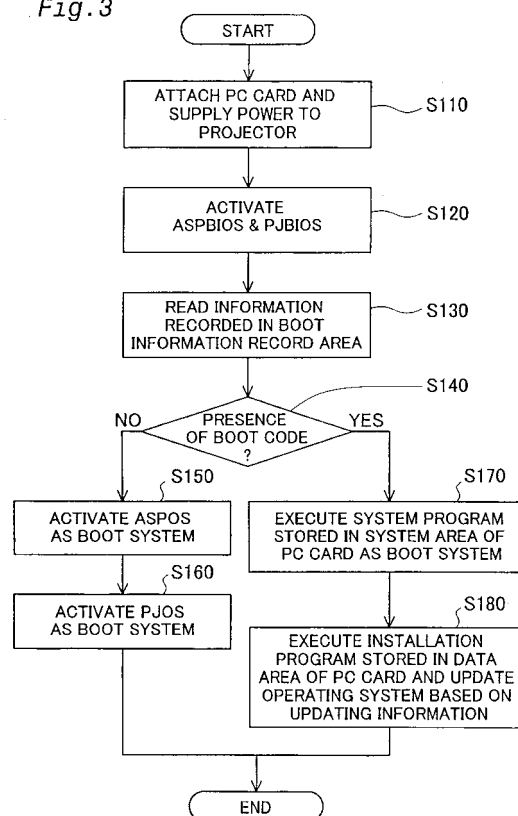 Fig.3
START
ATTACH PC CARD AND
SUPPLY POWER TO
PROJECTOR
S110
ACTIVATE
ASPBIOS & PJBIOS
S120
READ INFORMATION
RECORDED IN BOOT
INFORMATION RECORD AREA
S130
S140
NO
PRESENCE
OF BOOT CODE
?
YES
S150
ACTIVATE ASPOS
AS BOOT SYSTEM
S160
ACTIVATE PJOS
AS BOOT SYSTEM
S170
EXECUTE SYSTEM PROGRAM
STORED IN SYSTEM AREA OF
PC CARD AS BOOT SYSTEM
S180
EXECUTE INSTALLATION
PROGRAM STORED IN DATA
AREA OF PC CARD AND UPDATE
OPERATING SYSTEM BASED ON
UPDATING INFORMATION
END